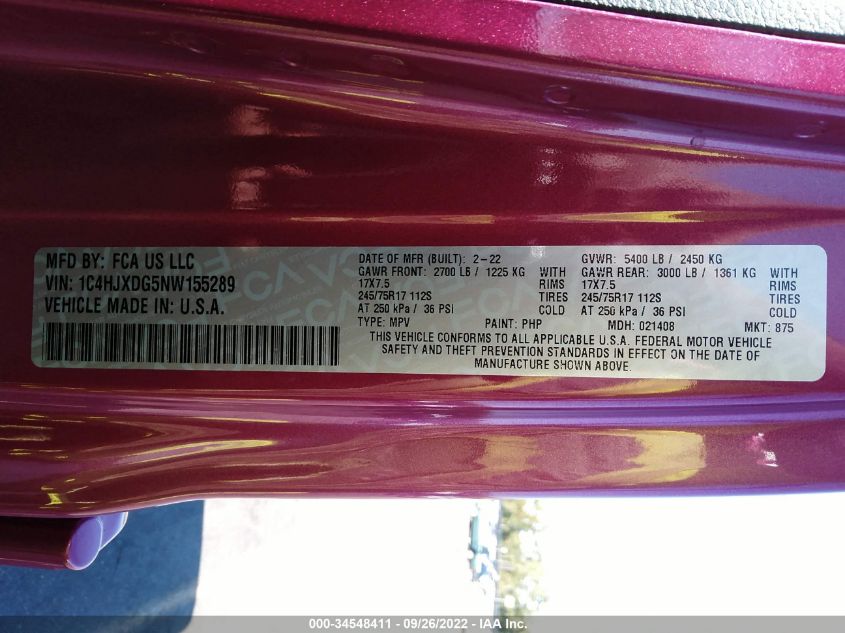 MFD BY: FCA US LLC
VIN: 1C4HJXDG5NW155289
VEHICLE MADE IN: U.S.A.
DATE OF MFR (BUILT): 2-22 GVWR: 5400 LB / 2450 KG
GAWR FRONT: 2700 LB / 1225 KG WITH GAWR REAR: 3000 LB / 1361 KG WITH
17X7.5 RIMS 17X7.5 RIMS
245/75R17 112S TIRES 245/75R17 112S TIRES
AT 250 kPa / 36 PSI COLD AT 250 kPa / 36 PSI COLD
TYPE: MPV PAINT: PHP MDH: 021408 MKT: 875
THIS VEHICLE CONFORMS TO ALL APPLICABLE U.S.A. FEDERAL MOTOR VEHICLE
SAFETY AND THEFT PREVENTION STANDARDS IN EFFECT ON THE DATE OF
MANUFACTURE SHOWN ABOVE.
000-34548411 - 09/26/2022 - IAA Inc.